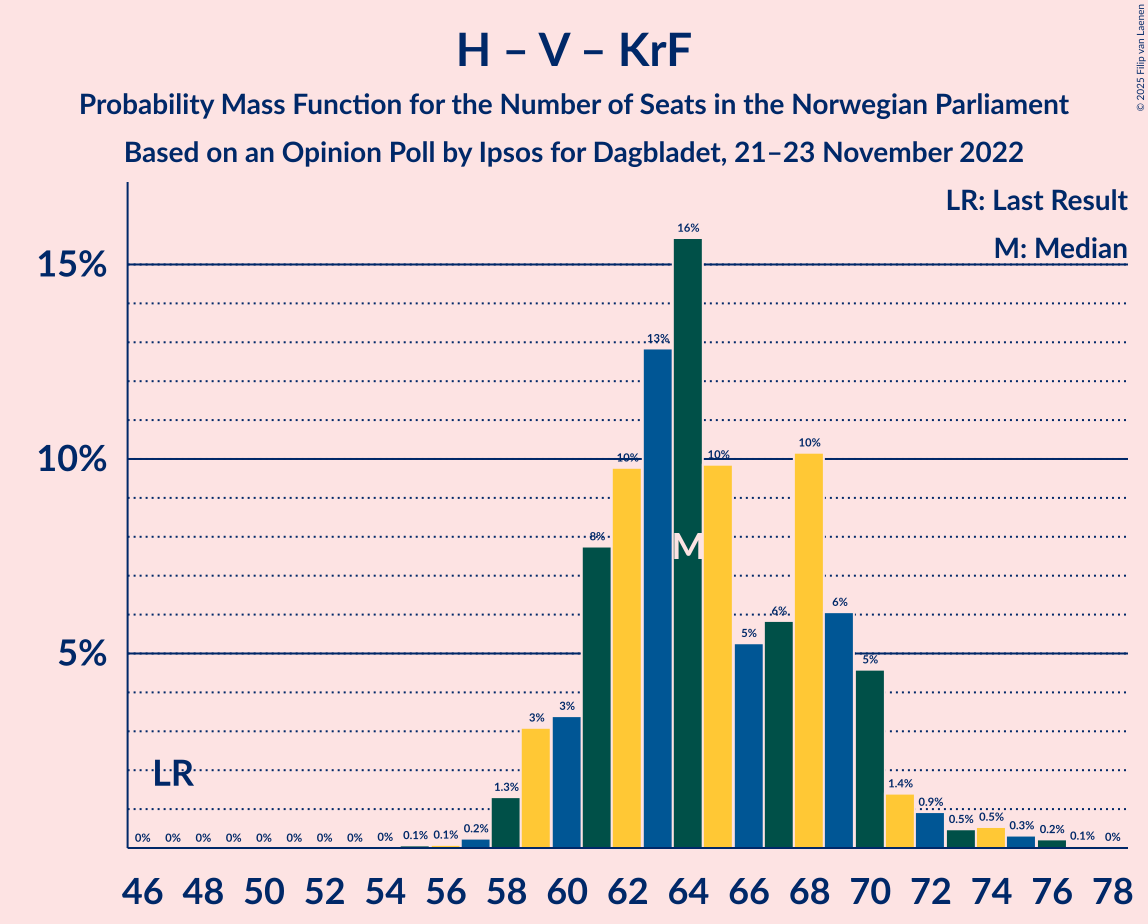 H – V – KrF
Probability Mass Function for the Number of Seats in the Norwegian Parliament
Based on an Opinion Poll by Ipsos for Dagbladet, 21–23 November 2022
© 2025 Filip van Laenen
LR: Last Result
M: Median
15%
10%
5%
0% 0% 0% 0% 0% 0% 0% 0% 0% 0.1% 0.1% 0.2% 1.3% 3% 3% 8% 10% 13% 16% 10% 5% 6% 10% 6% 5% 1.4% 0.9% 0.5% 0.5% 0.3% 0.2% 0.1% 0%
LR
M
46 48 50 52 54 56 58 60 62 64 66 68 70 72 74 76 78